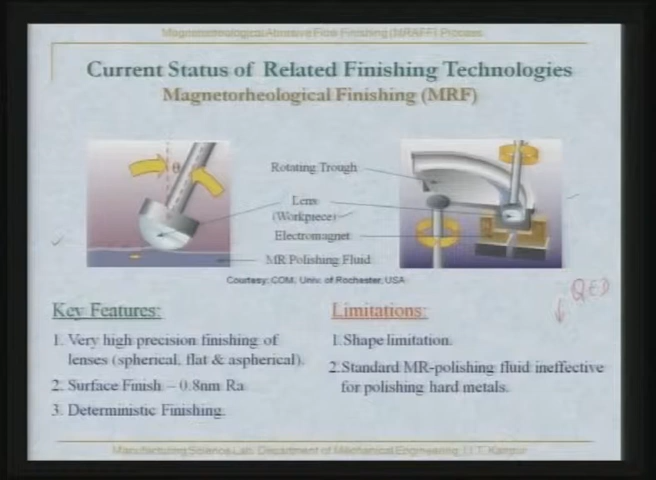 Magnetorheological Abrasive Flow Finishing (MRAFF) Process
Current Status of Related Finishing Technologies
Magnetorheological Finishing (MRF)
θ
Rotating Trough
Lens
(Workpiece)
Electromagnet
MR Polishing Fluid
Courtesy: COM, Univ. of Rochester, USA
QED
Key Features:
1. Very high precision finishing of
lenses (spherical, flat & aspherical).
2. Surface Finish – 0.8nm Ra
3. Deterministic Finishing.
Limitations:
1. Shape limitation.
2. Standard MR-polishing fluid ineffective
for polishing hard metals.
Manufacturing Science Lab, Department of Mechanical Engineering, I.I.T. Kanpur